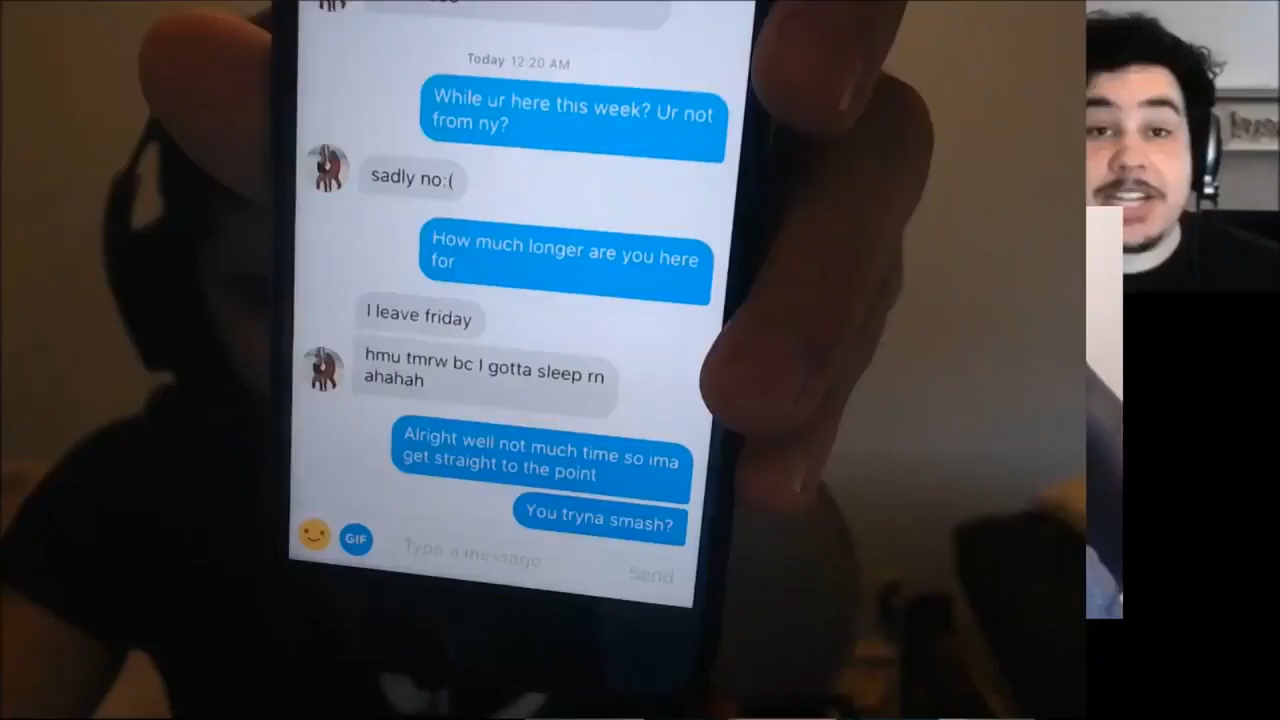 Today 12:20 AM
While ur here this week? Ur not
from ny?
sadly no:(
How much longer are you here
for
I leave friday
hmu tmrw bc I gotta sleep rn
ahahah
Alright well not much time so ima
get straight to the point
You tryna smash?
GIF
Type a message
Send